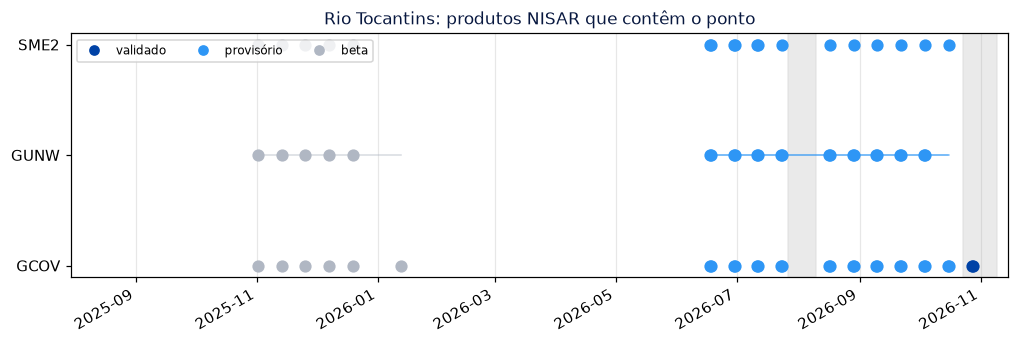 Rio Tocantins: produtos NISAR que contêm o ponto
SME2
validado provisório beta
GUNW
GCOV
2025-09 2025-11 2026-01 2026-03 2026-05 2026-07 2026-09 2026-11